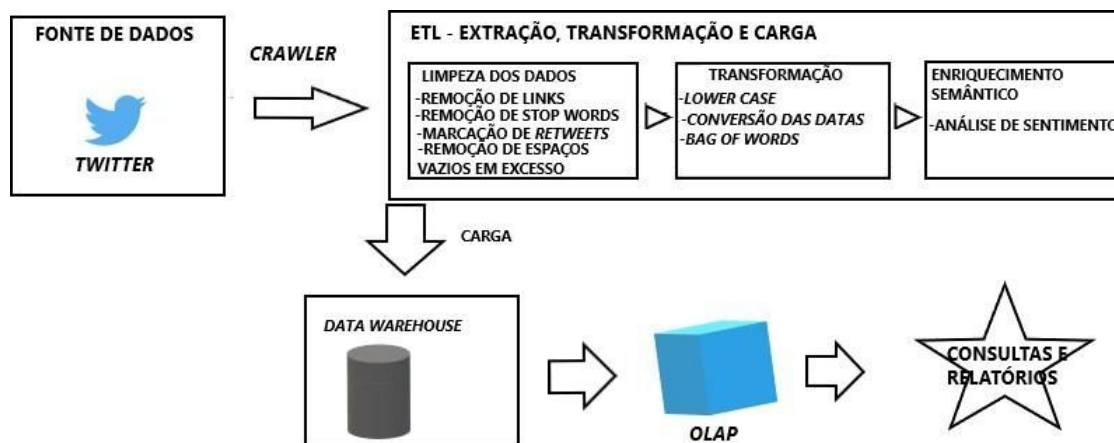 FONTE DE DADOS
TWITTER
CRAWLER
ETL - EXTRAÇÃO, TRANSFORMAÇÃO E CARGA
LIMPEZA DOS DADOS
-REMOÇÃO DE LINKS
-REMOÇÃO DE STOP WORDS
-MARCAÇÃO DE RETWEETS
-REMOÇÃO DE ESPAÇOS
VAZIOS EM EXCESSO
TRANSFORMAÇÃO
-LOWER CASE
-CONVERSÃO DAS DATAS
-BAG OF WORDS
ENRIQUECIMENTO
SEMÂNTICO
-ANÁLISE DE SENTIMENTO
CARGA
DATA WAREHOUSE
OLAP
CONSULTAS E
RELATÓRIOS